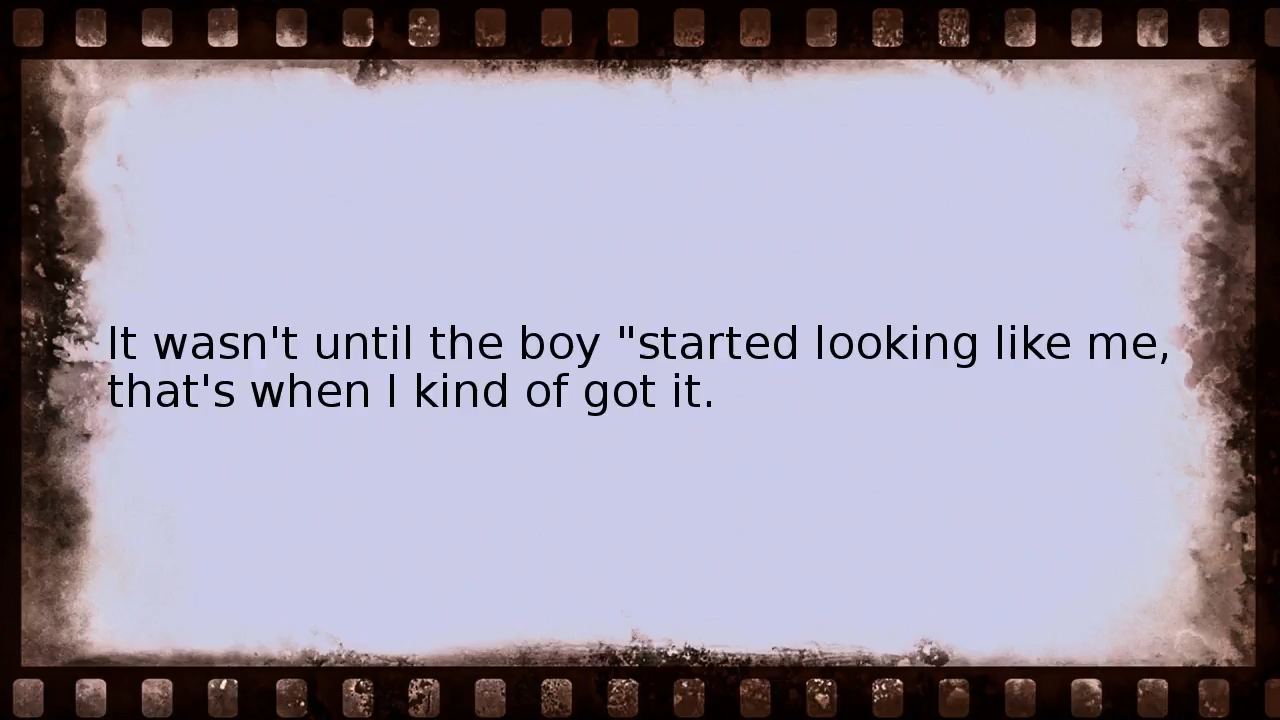 It wasn't until the boy "started looking like me,
that's when I kind of got it.